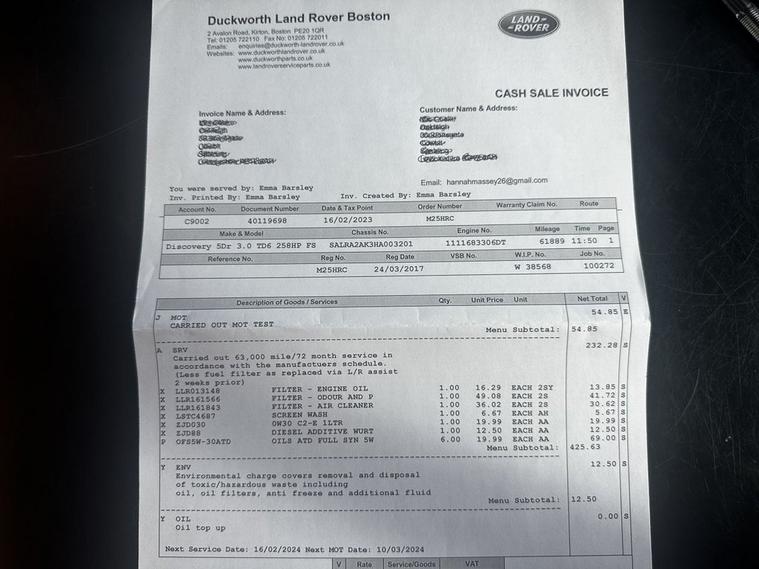 Duckworth Land Rover Boston
2 Avalon Road, Kirton, Boston PE20 1QR
Tel: 01205 722110 Fax No: 01205 722011
Emails: enquiries@duckworth-landrover.co.uk
Websites: www.duckworthlandrover.co.uk
www.duckworthparts.co.uk
www.landroverserviceparts.co.uk
LAND-
ROVER
CASH SALE INVOICE
Invoice Name & Address:
Customer Name & Address:
Email: hannahmassey26@gmail.com
You were served by: Emma Barsley
Inv. Printed By: Emma Barsley Inv. Created By: Emma Barsley
Account No. Document Number Date & Tax Point Order Number Warranty Claim No. Route
C9002 40119698 16/02/2023 M25HRC
Make & Model Chassis No. Engine No. Mileage Time Page
Discovery 5Dr 3.0 TD6 258HP FS SALRA2AK3HA003201 1111683306DT 61889 11:50 1
Reference No. Reg No. Reg Date VSB No. W.I.P. No. Job No.
M25HRC 24/03/2017 W 38568 100272
Description of Goods / Services Qty. Unit Price Unit Net Total V
J MOT 54.85 E
CARRIED OUT MOT TEST
Menu Subtotal: 54.85
A SRV 232.28 S
Carried out 63,000 mile/72 month service in
accordance with the manufactuers schedule.
(Less fuel filter as replaced via L/R assist
2 weeks prior)
X LLR013148 FILTER - ENGINE OIL 1.00 16.29 EACH 2SY 13.85 S
X LLR161566 FILTER - ODOUR AND P 1.00 49.08 EACH 2S 41.72 S
X LLR161843 FILTER - AIR CLEANER 1.00 36.02 EACH 2S 30.62 S
X LSTC4687 SCREEN WASH 1.00 6.67 EACH AH 5.67 S
X ZJD030 0W30 C2-E 1LTR 1.00 19.99 EACH AA 19.99 S
X ZJD88 DIESEL ADDITIVE WURT 1.00 12.50 EACH AA 12.50 S
P OFS5W-30ATD OILS ATD FULL SYN 5W 6.00 19.99 EACH AA 69.00 S
Menu Subtotal: 425.63
Y ENV 12.50 S
Environmental charge covers removal and disposal
of toxic/hazardous waste including
oil, oil filters, anti freeze and additional fluid
Menu Subtotal: 12.50
Y OIL 0.00 S
Oil top up
Next Service Date: 16/02/2024 Next MOT Date: 10/03/2024
V Rate Service/Goods VAT